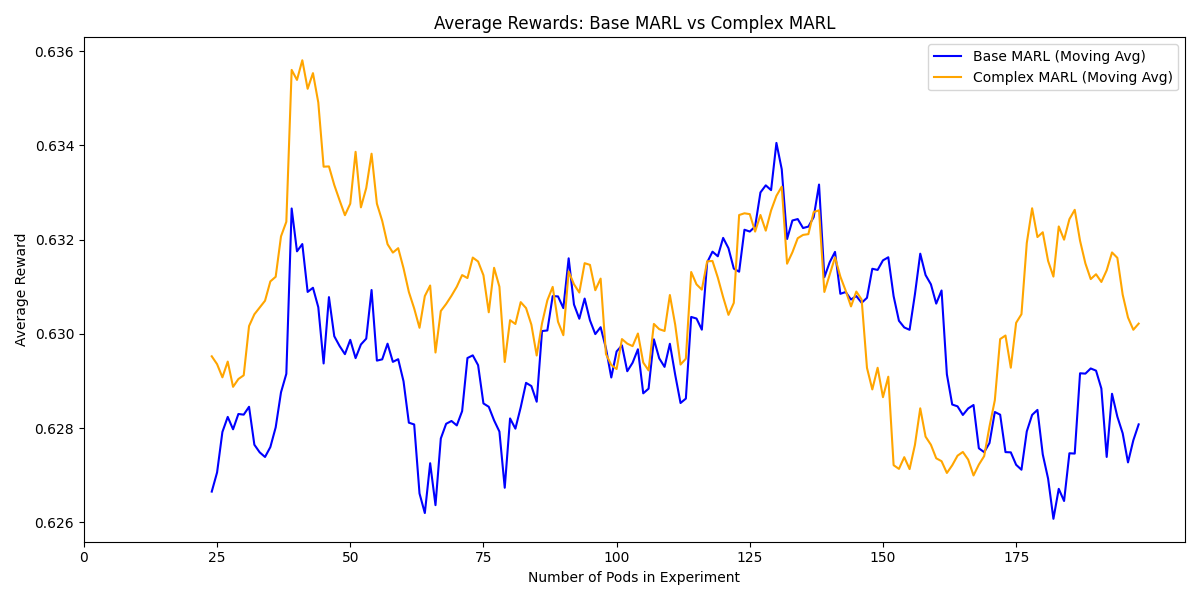 Average Rewards: Base MARL vs Complex MARL
Base MARL (Moving Avg)
Complex MARL (Moving Avg)
Average Reward
0.636
0.634
0.632
0.630
0.628
0.626
0 25 50 75 100 125 150 175
Number of Pods in Experiment